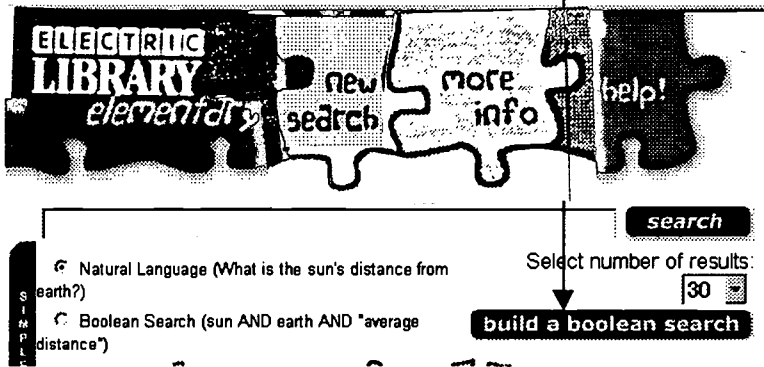 ELECTRIC
LIBRARY
elementary
new
search
more
info
help!
search
Natural Language (What is the sun's distance from
earth?)
Boolean Search (sun AND earth AND "average
distance")
Select number of results:
30
build a boolean search
SIMPLE